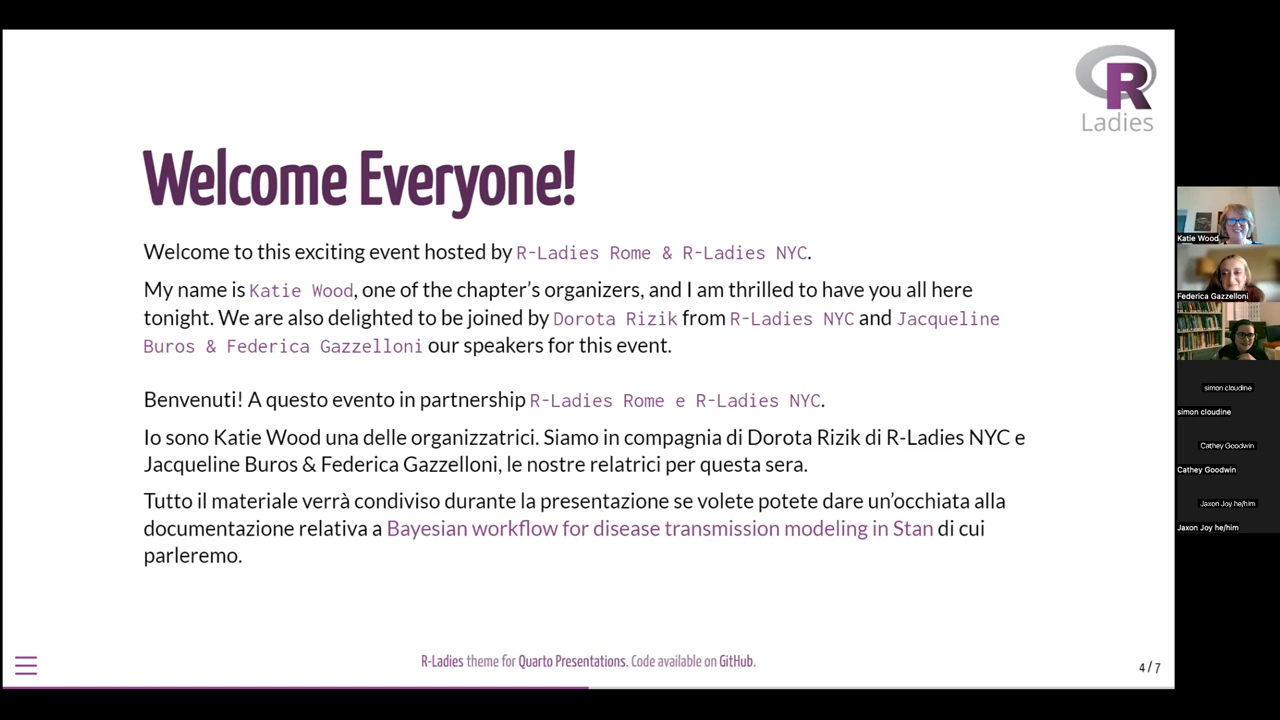 R
Ladies
Welcome Everyone!
Welcome to this exciting event hosted by R-Ladies Rome & R-Ladies NYC.
My name is Katie Wood, one of the chapter's organizers, and I am thrilled to have you all here
tonight. We are also delighted to be joined by Dorota Rizik from R-Ladies NYC and Jacqueline
Buros & Federica Gazzelloni our speakers for this event.
Benvenuti! A questo evento in partnership R-Ladies Rome e R-Ladies NYC.
Io sono Katie Wood una delle organizzatrici. Siamo in compagnia di Dorota Rizik di R-Ladies NYC e
Jacqueline Buros & Federica Gazzelloni, le nostre relatrici per questa sera.
Tutto il materiale verrà condiviso durante la presentazione se volete potete dare un'occhiata alla
documentazione relativa a Bayesian workflow for disease transmission modeling in Stan di cui
parleremo.
R-Ladies theme for Quarto Presentations. Code available on GitHub.
4 / 7
Katie Wood
Federica Gazzelloni
simon cloudine
simon cloudine
Cathey Goodwin
Cathey Goodwin
Jaxon Joy he/him
Jaxon Joy he/him